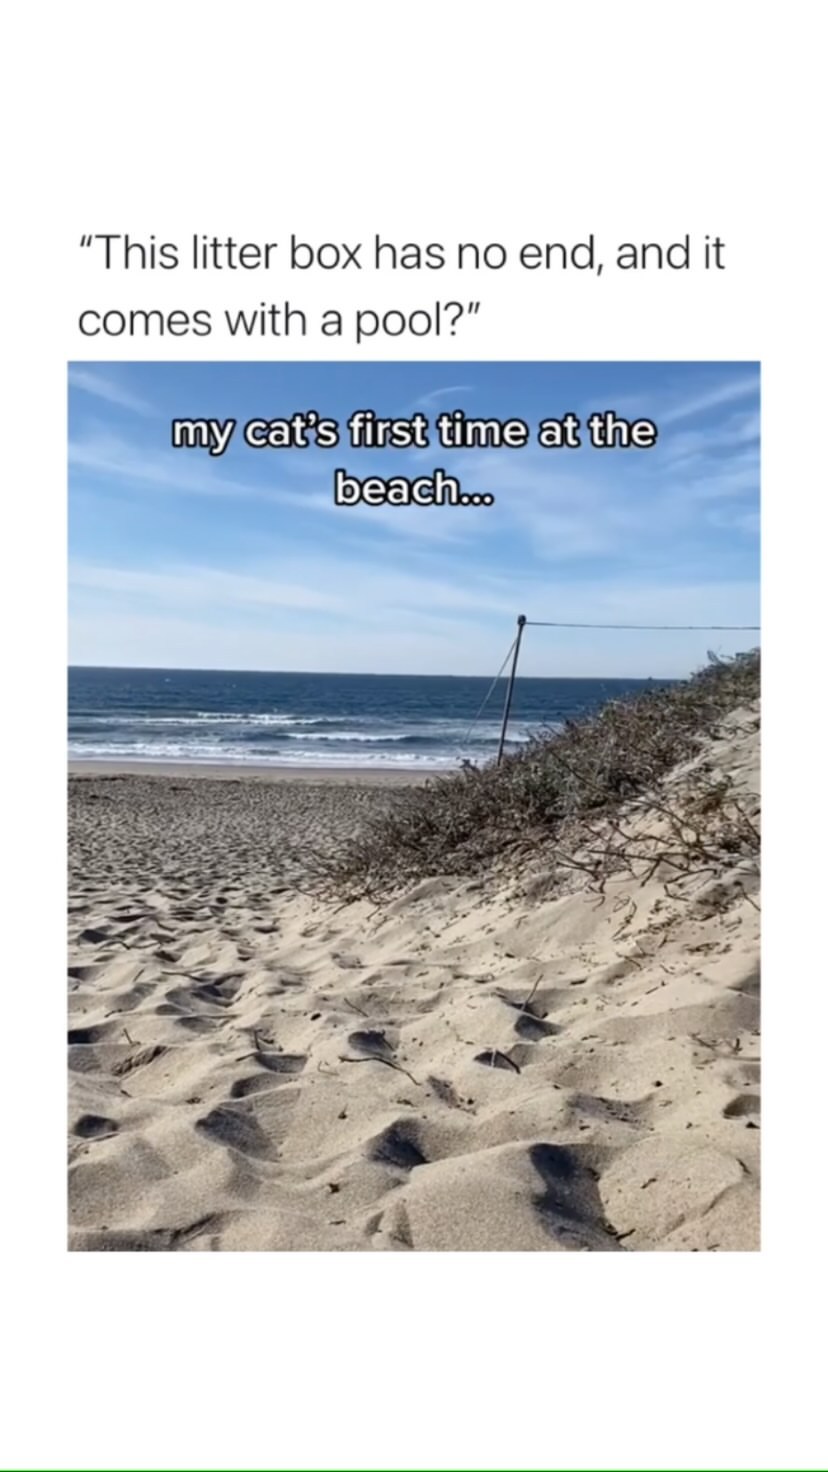 “This litter box has no end, and it
comes with a pool?”
my cat’s first time at the
beach...